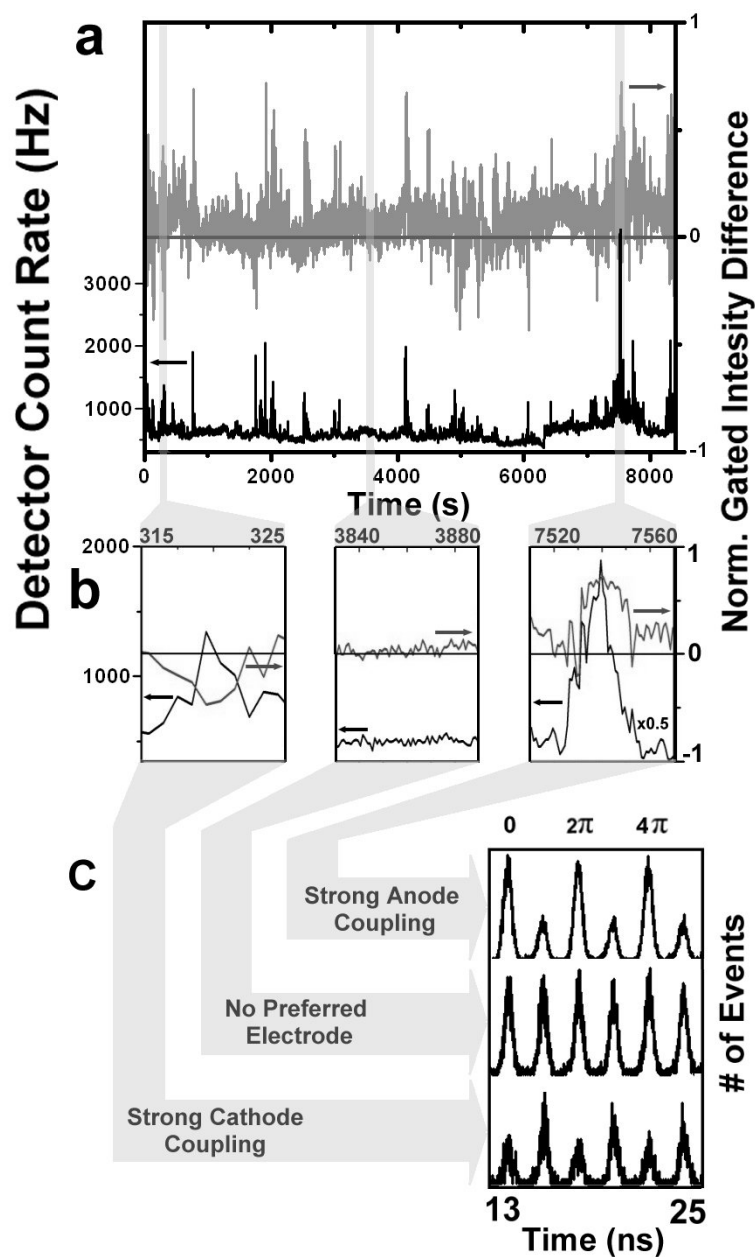 a
Detector Count Rate (Hz)
Norm. Gated Intesity Difference
1
0
-1
3000
2000
1000
0 2000 4000 6000 8000
Time (s)
b
2000
1000
315 325
3840 3880
7520 7560
1
0
-1
x0.5
c
0 2π 4π
Strong Anode
Coupling
No Preferred
Electrode
Strong Cathode
Coupling
# of Events
13 25
Time (ns)